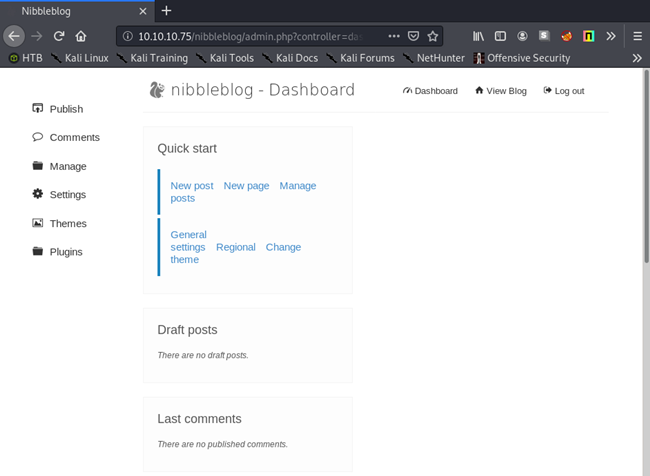 Nibbleblog
10.10.10.75/nibbleblog/admin.php?controller=das
HTB Kali Linux Kali Training Kali Tools Kali Docs Kali Forums NetHunter Offensive Security
nibbleblog - Dashboard
Dashboard View Blog Log out
Publish
Comments
Manage
Settings
Themes
Plugins
Quick start
New post New page Manage
posts
General
settings Regional Change
theme
Draft posts
There are no draft posts.
Last comments
There are no published comments.